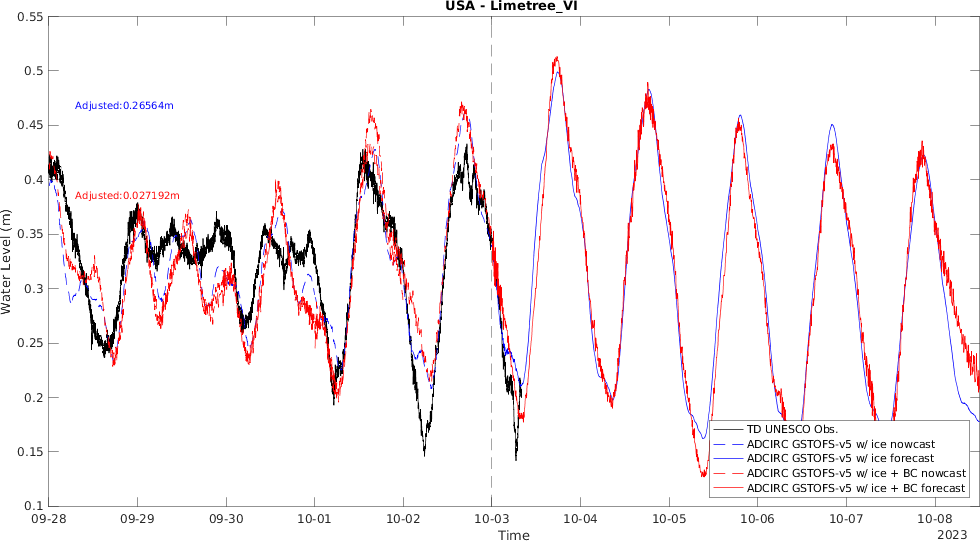 USA - Limetree_VI
0.55
0.5
0.45
0.4
0.35
0.3
0.25
0.2
0.15
0.1
Water Level (m)
Adjusted:0.26564m
Adjusted:0.027192m
TD UNESCO Obs.
ADCIRC GSTOFS-v5 w/ ice nowcast
ADCIRC GSTOFS-v5 w/ ice forecast
ADCIRC GSTOFS-v5 w/ ice + BC nowcast
ADCIRC GSTOFS-v5 w/ ice + BC forecast
09-28 09-29 09-30 10-01 10-02 10-03 10-04 10-05 10-06 10-07 10-08
Time
2023